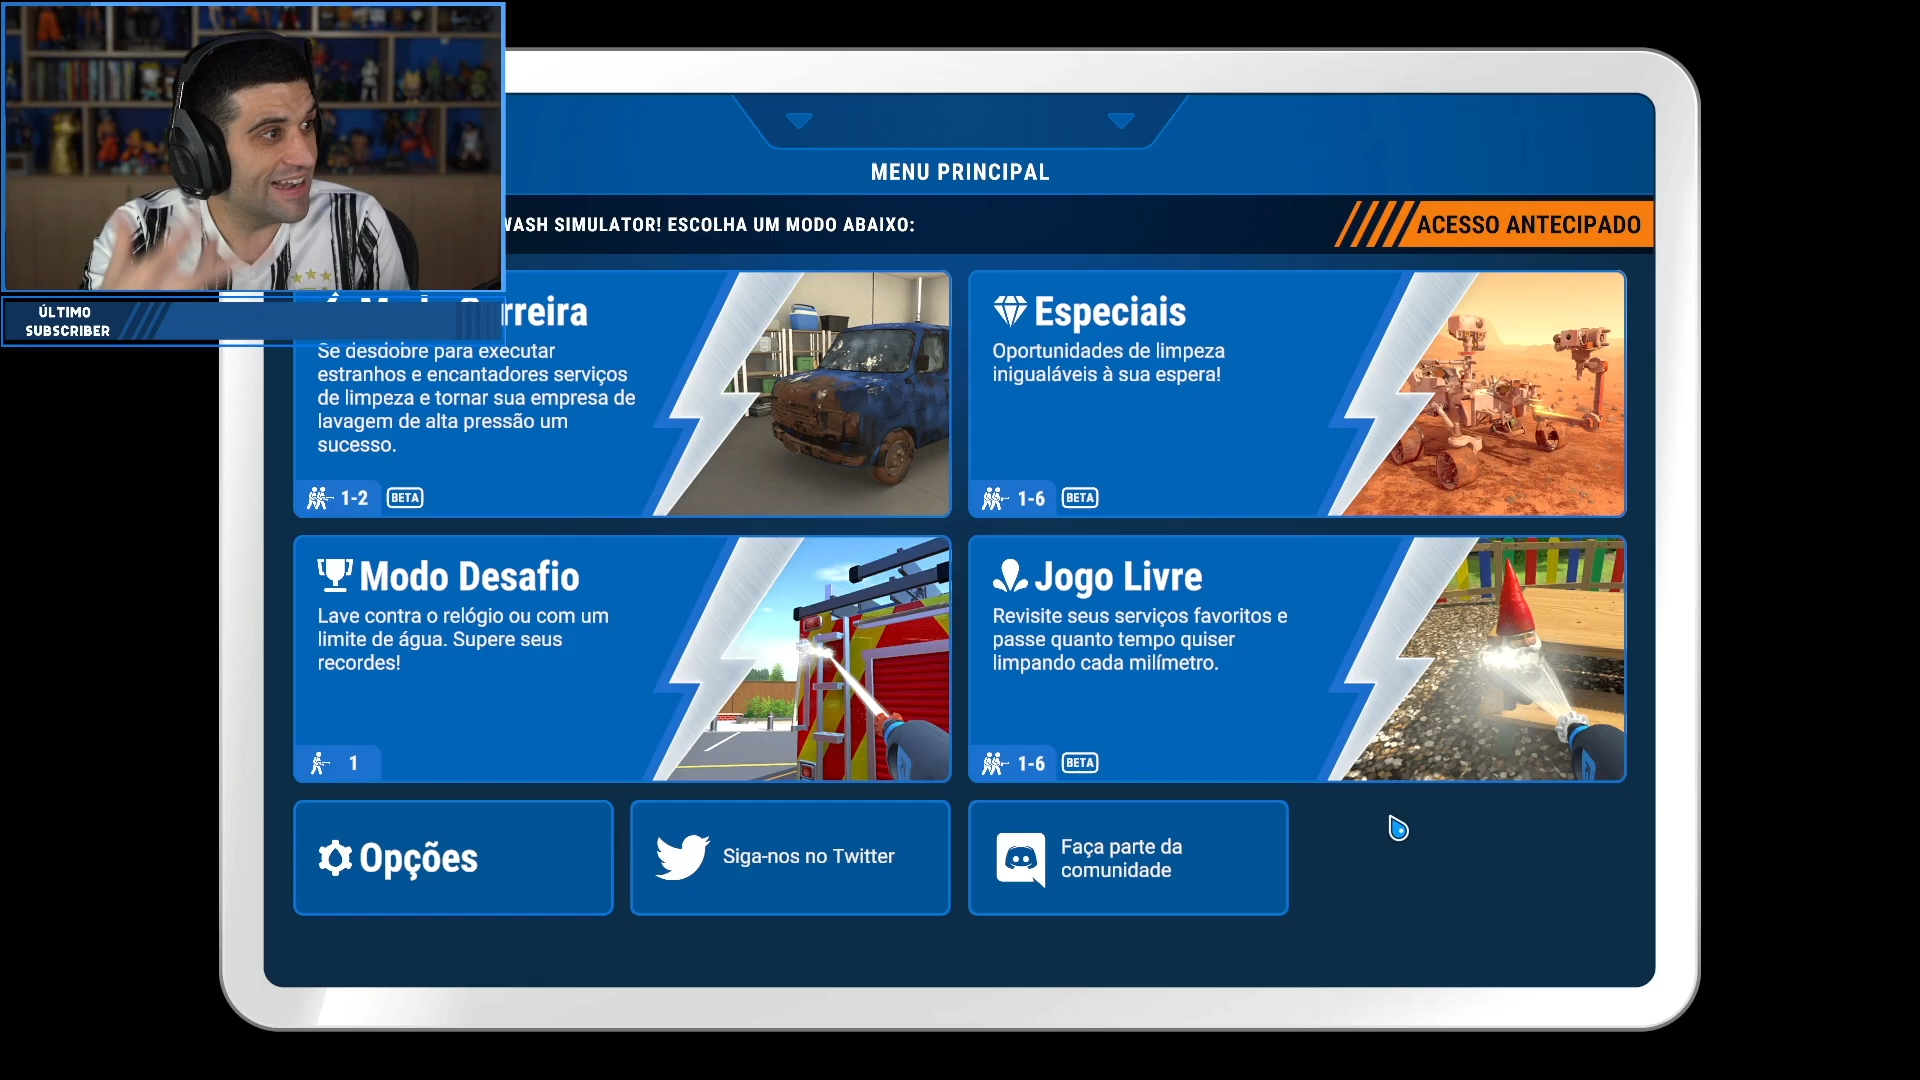 MENU PRINCIPAL
WASH SIMULATOR! ESCOLHA UM MODO ABAIXO:
ACESSO ANTECIPADO
ÚLTIMO
SUBSCRIBER
Se desdobre para executar
estranhos e encantadores serviços
de limpeza e tornar sua empresa de
lavagem de alta pressão um
sucesso.
1-2 BETA
Especiais
Oportunidades de limpeza
inigualáveis à sua espera!
1-6 BETA
Modo Desafio
Lave contra o relógio ou com um
limite de água. Supere seus
recordes!
1
Jogo Livre
Revisite seus serviços favoritos e
passe quanto tempo quiser
limpando cada milímetro.
1-6 BETA
Opções
Siga-nos no Twitter
Faça parte da
comunidade